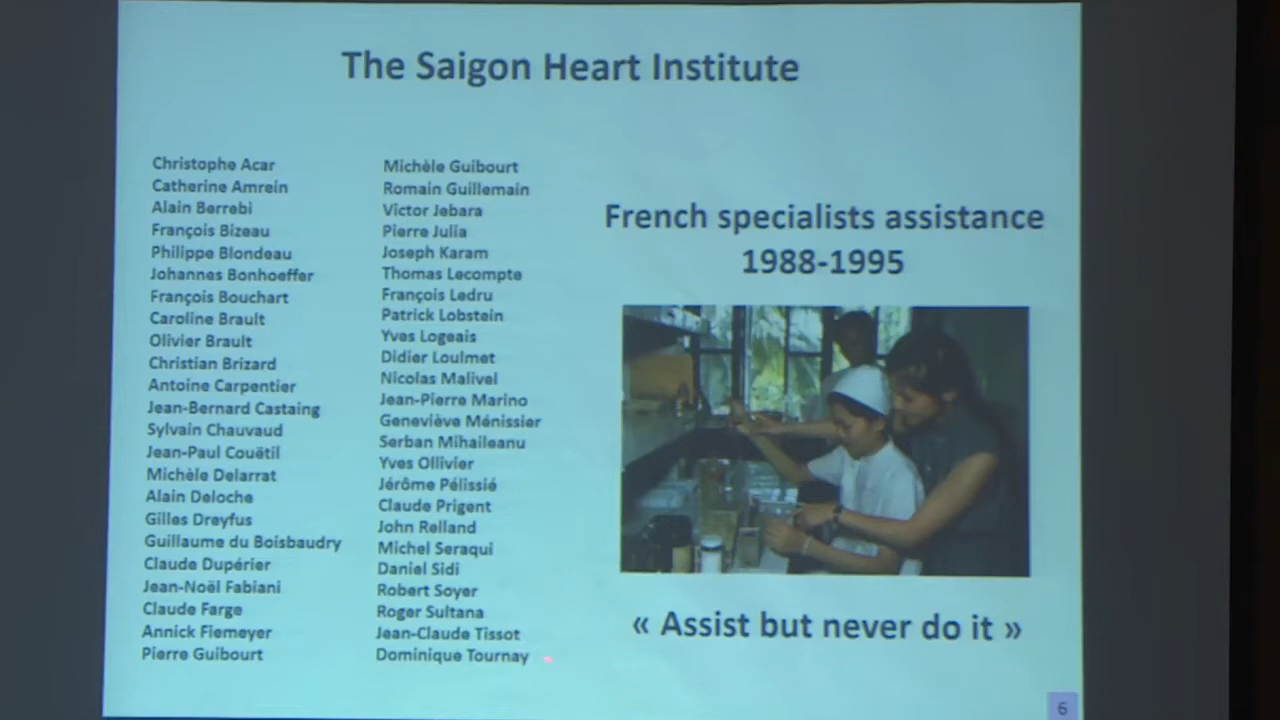 The Saigon Heart Institute
Christophe Acar
Catherine Amrein
Alain Berrebi
François Bizeau
Philippe Blondeau
Johannes Bonhoeffer
François Bouchart
Caroline Brault
Olivier Brault
Christian Brizard
Antoine Carpentier
Jean-Bernard Castaing
Sylvain Chauvaud
Jean-Paul Couëtil
Michèle Delarrat
Alain Deloche
Gilles Dreyfus
Guillaume du Boisbaudry
Claude Dupérier
Jean-Noël Fabiani
Claude Farge
Annick Fiemeyer
Pierre Guibourt
Michèle Guibourt
Romain Guillemain
Victor Jebara
Pierre Julia
Joseph Karam
Thomas Lecompte
François Ledru
Patrick Lobstein
Yves Logeais
Didier Loulmet
Nicolas Malivel
Jean-Pierre Marino
Geneviève Ménissier
Serban Mihaileanu
Yves Ollivier
Jérôme Pélissié
Claude Prigent
John Relland
Michel Seraqui
Daniel Sidi
Robert Soyer
Roger Sultana
Jean-Claude Tissot
Dominique Tournay
French specialists assistance
1988-1995
« Assist but never do it »
6